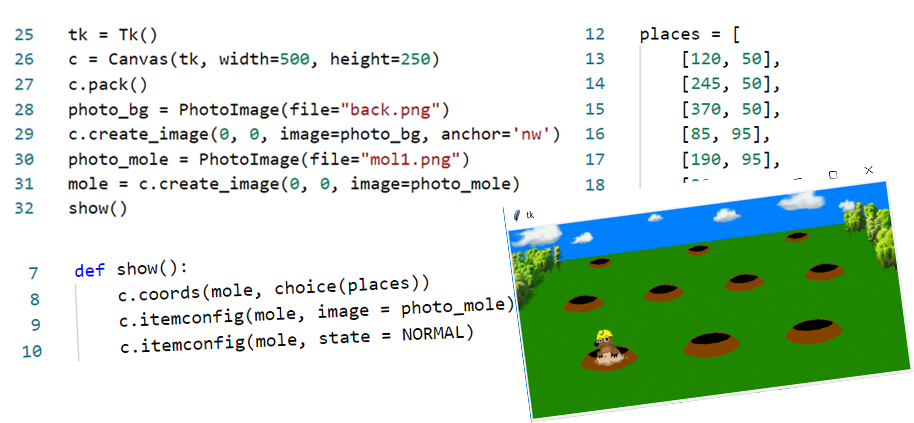 25 tk = Tk()
26 c = Canvas(tk, width=500, height=250)
27 c.pack()
28 photo_bg = PhotoImage(file="back.png")
29 c.create_image(0, 0, image=photo_bg, anchor='nw')
30 photo_mole = PhotoImage(file="mol1.png")
31 mole = c.create_image(0, 0, image=photo_mole)
32 show()
7 def show():
8 c.coords(mole, choice(places))
9 c.itemconfig(mole, image = photo_mole)
10 c.itemconfig(mole, state = NORMAL)
12 places = [
13 [120, 50],
14 [245, 50],
15 [370, 50],
16 [85, 95],
17 [190, 95],
18
tk